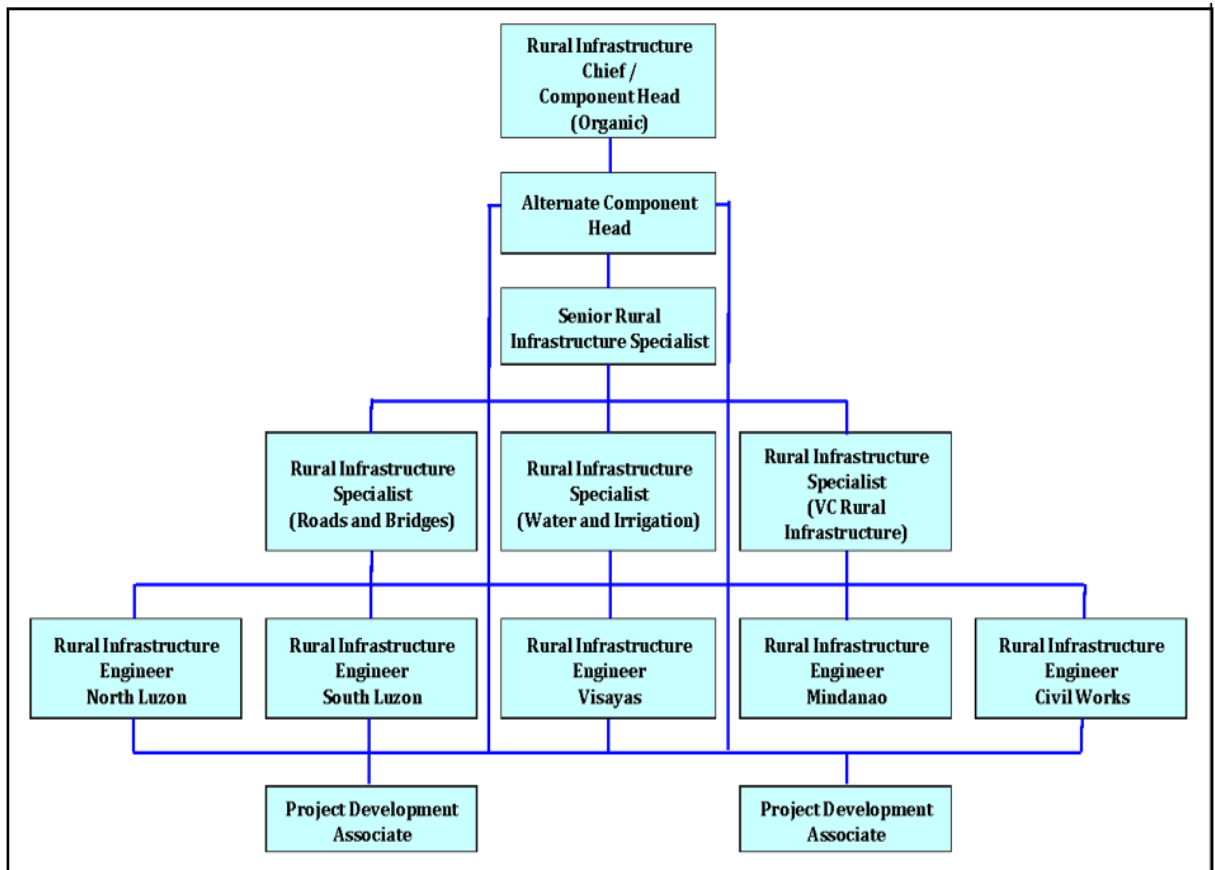 Rural Infrastructure
Chief /
Component Head
(Organic)
Alternate Component
Head
Senior Rural
Infrastructure Specialist
Rural Infrastructure
Specialist
(Roads and Bridges)
Rural Infrastructure
Specialist
(Water and Irrigation)
Rural Infrastructure
Specialist
(VC Rural
Infrastructure)
Rural Infrastructure
Engineer
North Luzon
Rural Infrastructure
Engineer
South Luzon
Rural Infrastructure
Engineer
Visayas
Rural Infrastructure
Engineer
Mindanao
Rural Infrastructure
Engineer
Civil Works
Project Development
Associate
Project Development
Associate